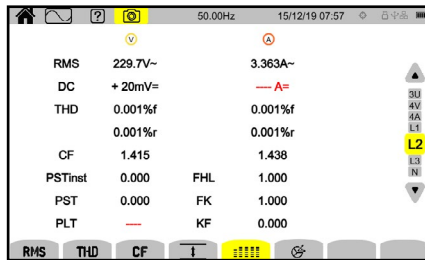 ? 50.00Hz 15/12/19 07:57
V A
RMS 229.7V~ 3.363A~
DC + 20mV= ---- A=
THD 0.001%f 0.001%f
0.001%r 0.001%r
CF 1.415 1.438
PSTinst 0.000 FHL 1.000
PST 0.000 FK 1.000
PLT ---- KF 0.000
3U
4V
4A
L1
L2
L3
N
RMS THD CF